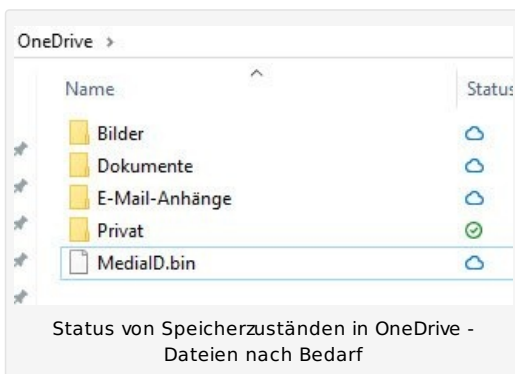 OneDrive >
Name Status
Bilder
Dokumente
E-Mail-Anhänge
Privat
MediaID.bin
Status von Speicherzuständen in OneDrive -
Dateien nach Bedarf